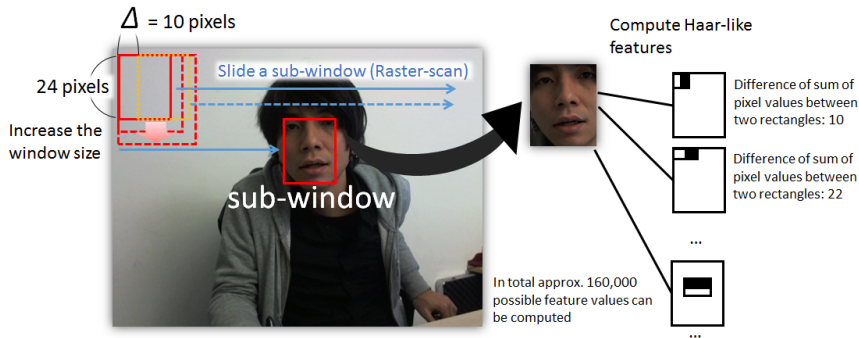 Δ = 10 pixels
Compute Haar-like
features
Slide a sub-window (Raster-scan)
24 pixels
Increase the
window size
sub-window
Difference of sum of
pixel values between
two rectangles: 10
Difference of sum of
pixel values between
two rectangles: 22
...
In total approx. 160,000
possible feature values can
be computed
...